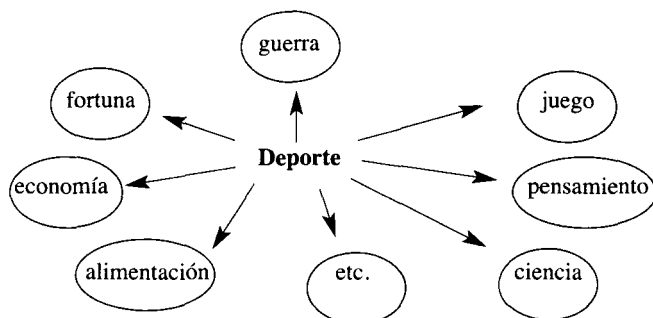 guerra
fortuna
juego
Deporte
economía
pensamiento
alimentación
etc.
ciencia